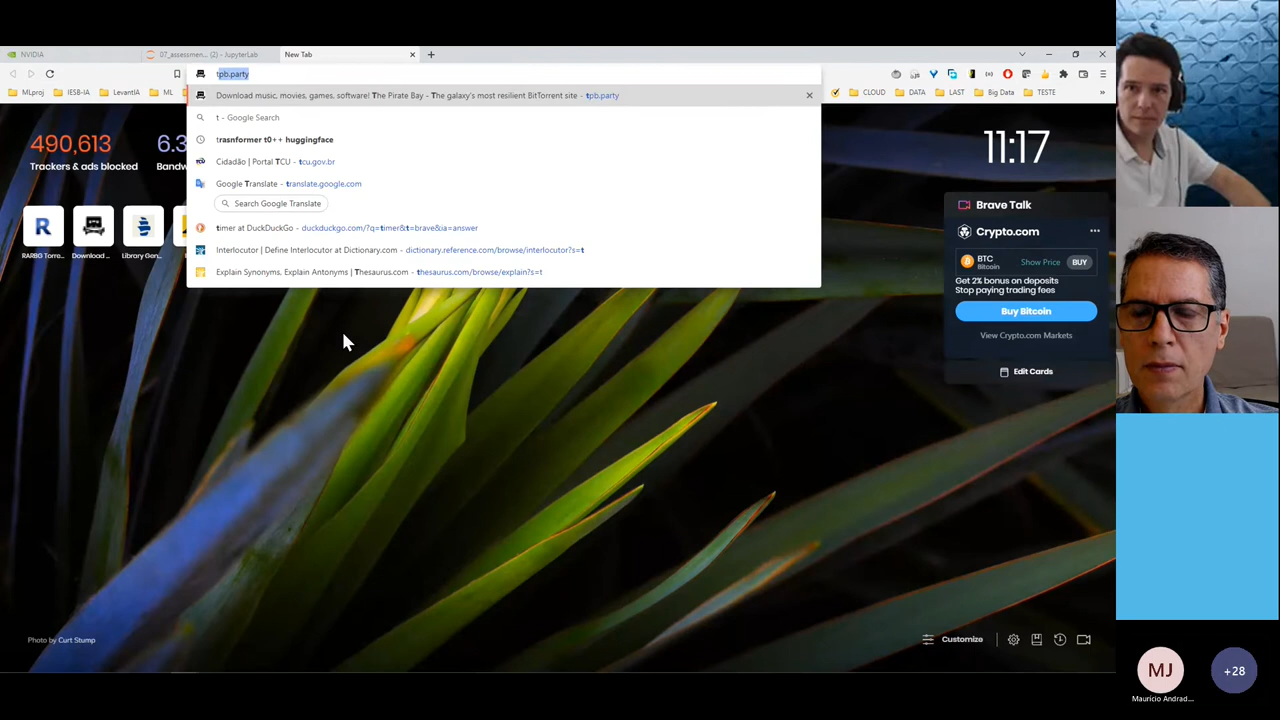 NVIDIA
07_assessmen... (2) - JupyterLab
New Tab
tpb.party
MLproj
IESB-IA
LevantIA
ML
CLOUD
DATA
LAN
Big Data
TESTE
Download music, movies, games, software! The Pirate Bay - The galaxy's most resilient BitTorrent site - tpb.party
t - Google Search
trasnformer t0++ huggingface
Cidadão | Portal TCU - tcu.gov.br
Google Translate - translate.google.com
Search Google Translate
timer at DuckDuckGo - duckduckgo.com/?q=timer&t=brave&ia=answer
Interlocutor | Define Interlocutor at Dictionary.com - dictionary.reference.com/browse/interlocutor?s=t
Explain Synonyms, Explain Antonyms | Thesaurus.com - thesaurus.com/browse/explain?s=t
490,613
Trackers & ads blocked
6.3
Bandw
RARBG Torre...
Download ...
Library Gen...
11:17
Brave Talk
Crypto.com
BTC
Bitcoin
Show Price
BUY
Get 2% bonus on deposits
Stop paying trading fees
Buy Bitcoin
View Crypto.com Markets
Edit Cards
Photo by Curt Stump
Customize
MJ
+28
Maurício Andrad...